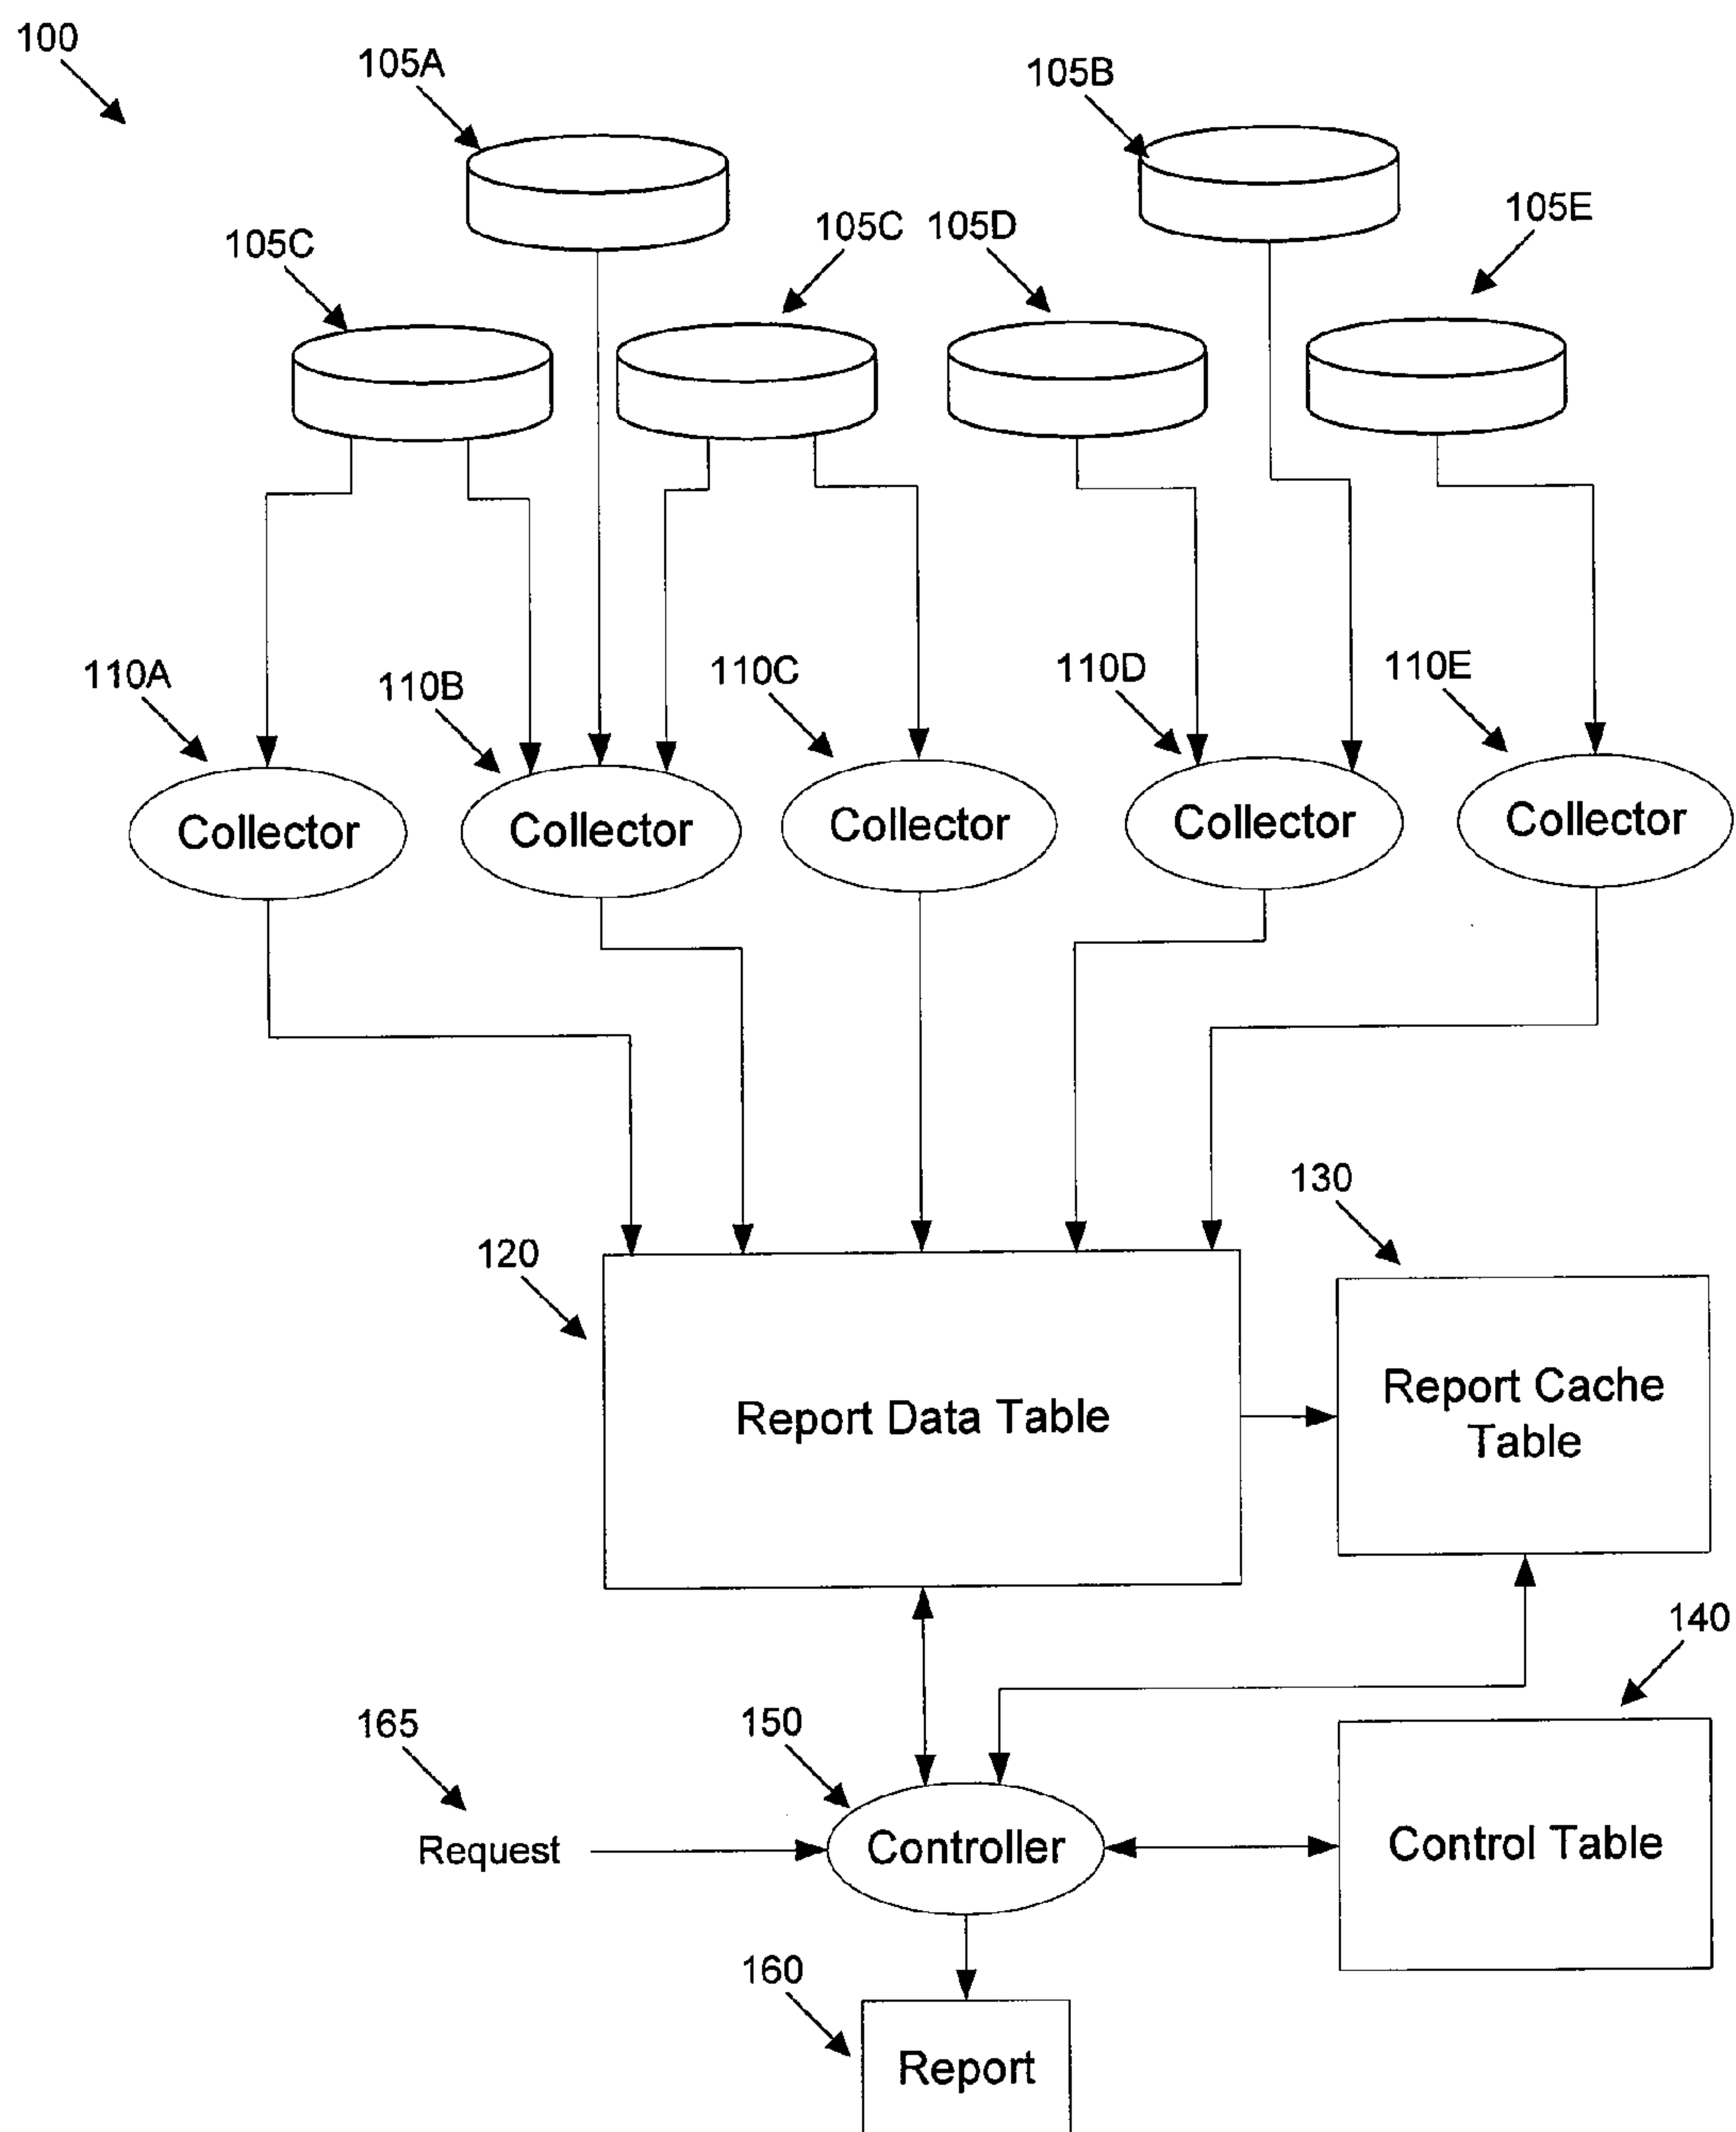 100
105A
105B
105C
105C
105D
105E
110A
110B
110C
110D
110E
Collector
Collector
Collector
Collector
Collector
120
130
Report Data Table
Report Cache
Table
140
165
150
Request
Controller
Control Table
160
Report